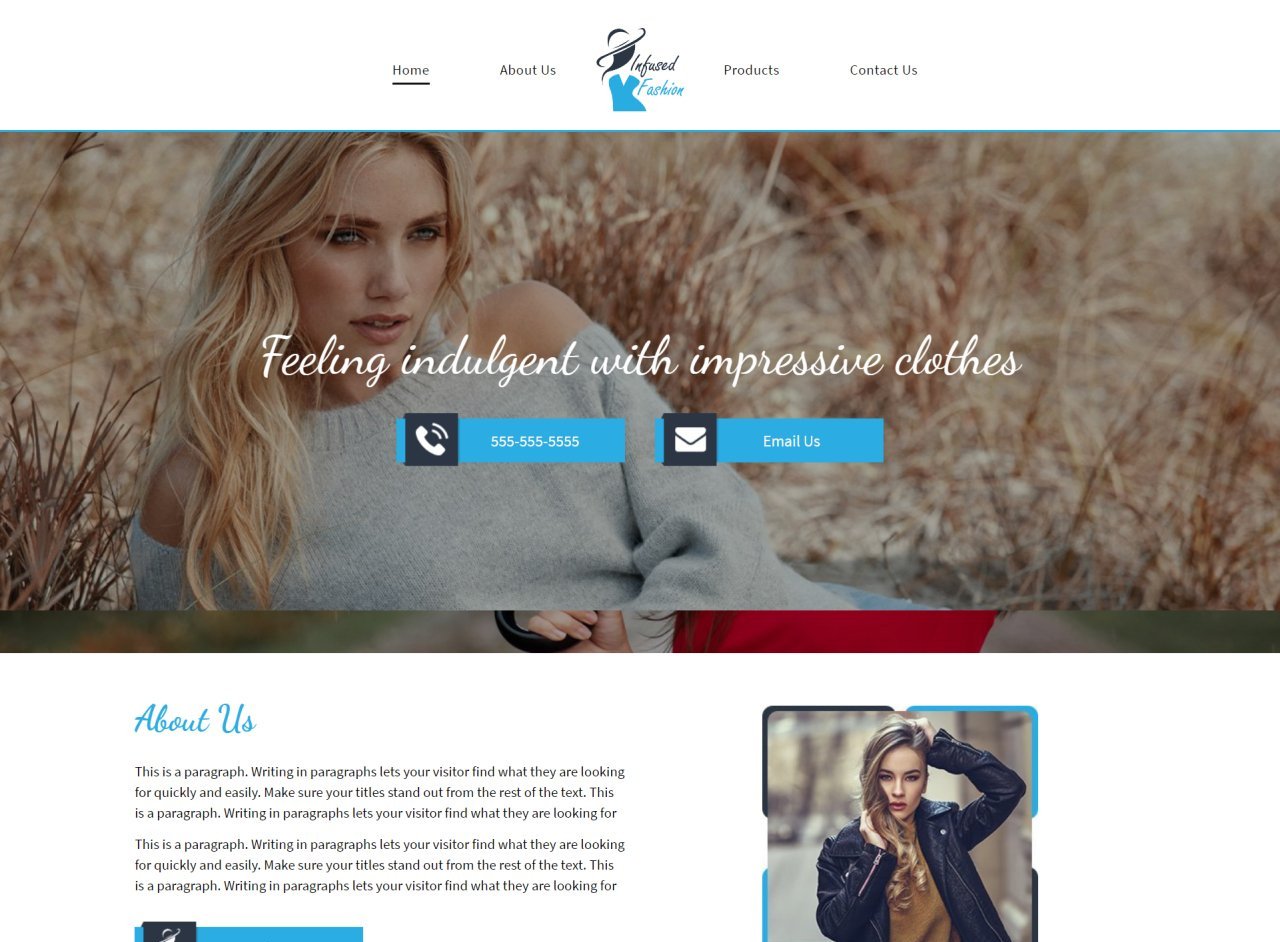 Home
About Us
Infused
Fashion
Products
Contact Us
Feeling indulgent with impressive clothes
555-555-5555
Email Us
About Us
This is a paragraph. Writing in paragraphs lets your visitor find what they are looking
for quickly and easily. Make sure your titles stand out from the rest of the text. This
is a paragraph. Writing in paragraphs lets your visitor find what they are looking for
This is a paragraph. Writing in paragraphs lets your visitor find what they are looking
for quickly and easily. Make sure your titles stand out from the rest of the text. This
is a paragraph. Writing in paragraphs lets your visitor find what they are looking for